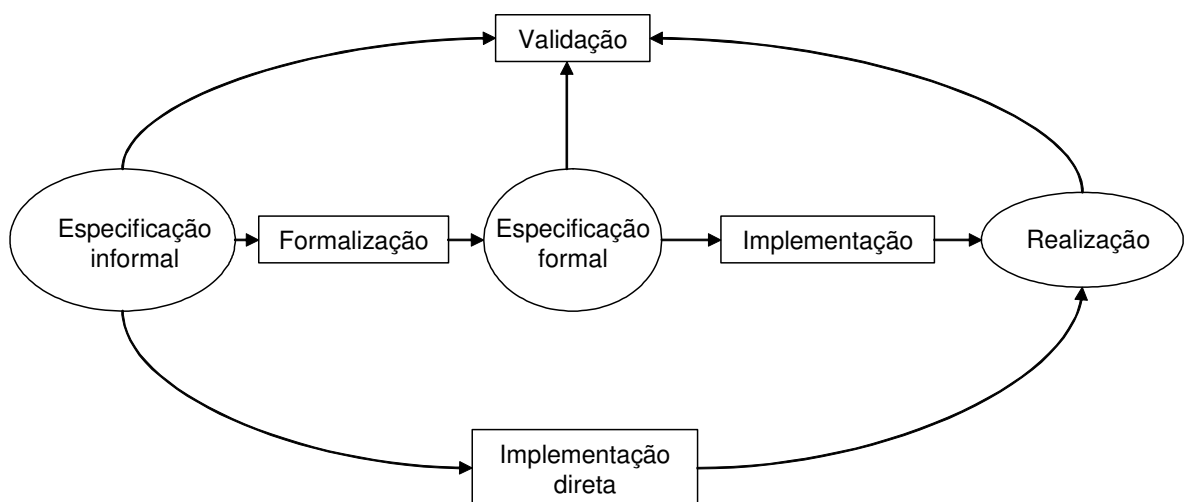 Validação
Especificação
informal
Formalização
Especificação
formal
Implementação
Realização
Implementação
direta